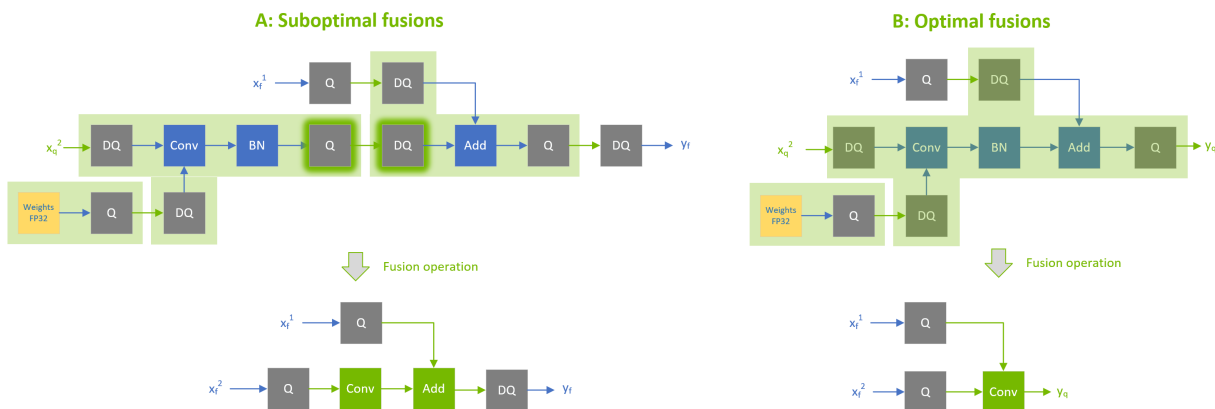 A: Suboptimal fusions
x_f^1
Q
DQ
x_q^2
DQ
Conv
BN
Q
DQ
Add
Q
DQ
y_f
Weights
FP32
Q
DQ
Fusion operation
x_f^1
Q
x_f^2
Q
Conv
Add
DQ
y_f
B: Optimal fusions
x_f^1
Q
DQ
x_q^2
DQ
Conv
BN
Add
Q
y_q
Weights
FP32
Q
DQ
Fusion operation
x_f^1
Q
x_f^2
Q
Conv
y_q